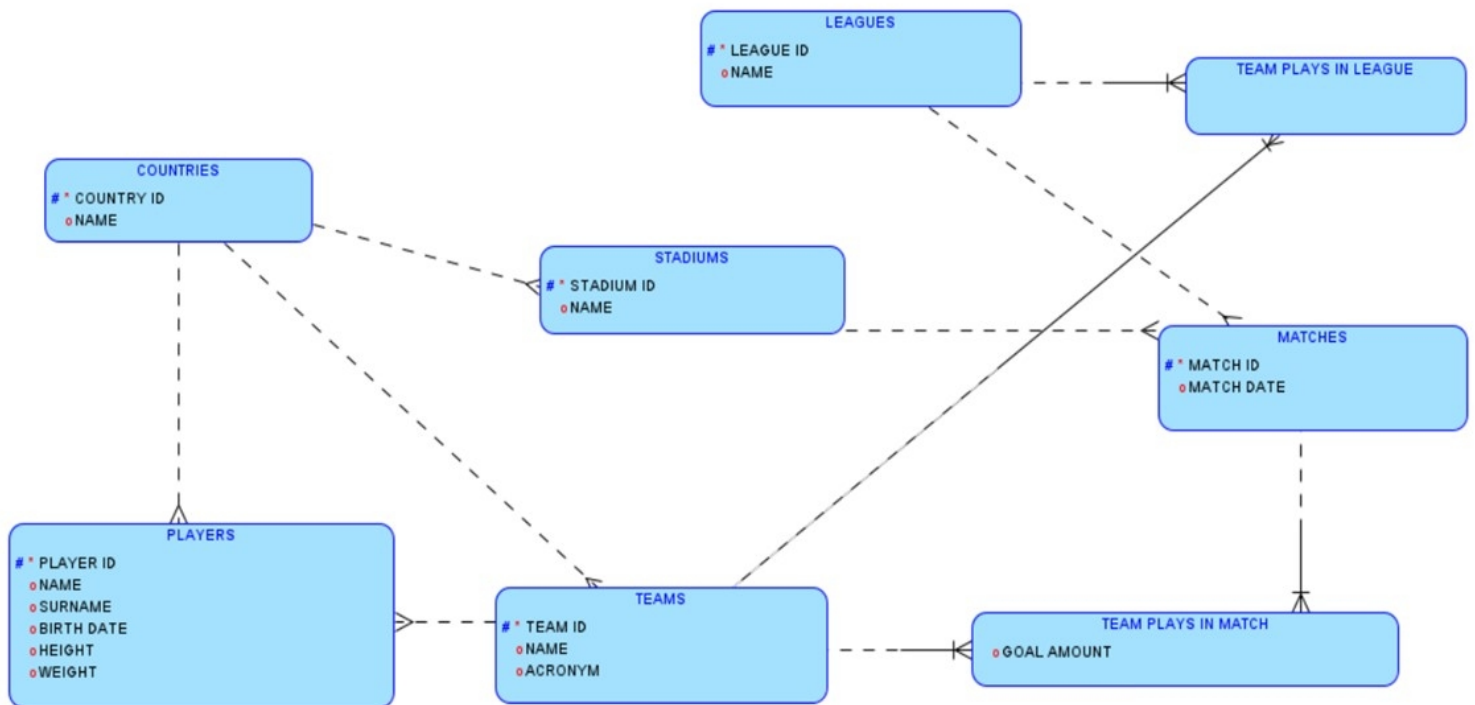 LEAGUES
# * LEAGUE ID
o NAME
TEAM PLAYS IN LEAGUE
COUNTRIES
# * COUNTRY ID
o NAME
STADIUMS
# * STADIUM ID
o NAME
MATCHES
# * MATCH ID
o MATCH DATE
PLAYERS
# * PLAYER ID
o NAME
o SURNAME
o BIRTH DATE
o HEIGHT
o WEIGHT
TEAMS
# * TEAM ID
o NAME
o ACRONYM
TEAM PLAYS IN MATCH
o GOAL AMOUNT